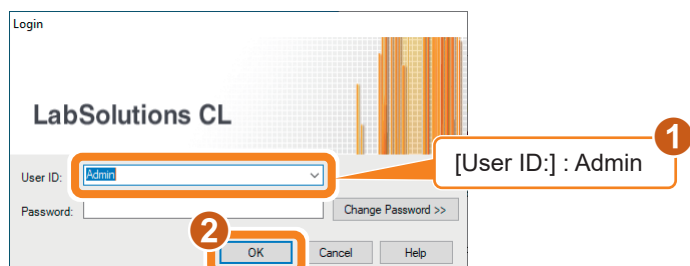 Login
LabSolutions CL
1
[User ID:] : Admin
User ID: Admin
Password: Change Password >>
2
OK Cancel Help